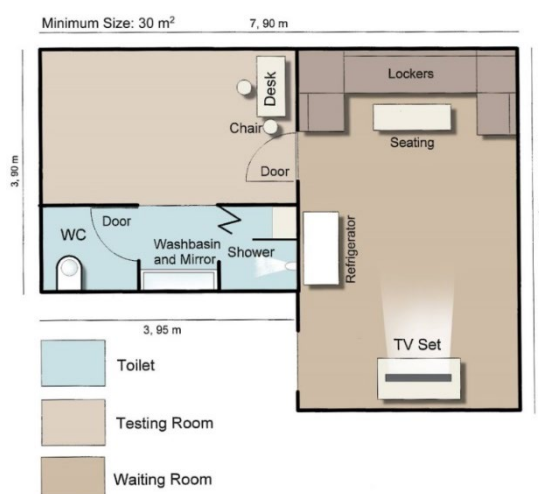 Minimum Size: 30 m²
7, 90 m
3, 90 m
Desk
Chair
Door
Lockers
Seating
WC
Door
Washbasin
and Mirror
Shower
Refrigerator
TV Set
3, 95 m
Toilet
Testing Room
Waiting Room